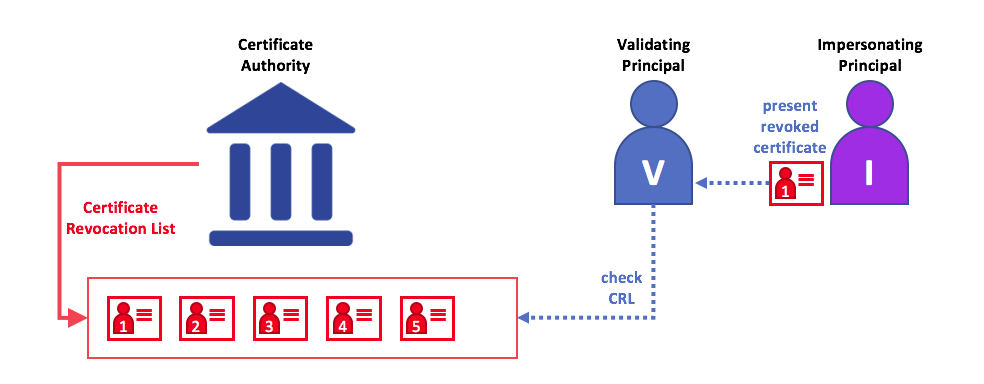 Certificate
Authority
Validating
Principal
Impersonating
Principal
present
revoked
certificate
V
1
I
Certificate
Revocation List
check
CRL
1
2
3
4
5